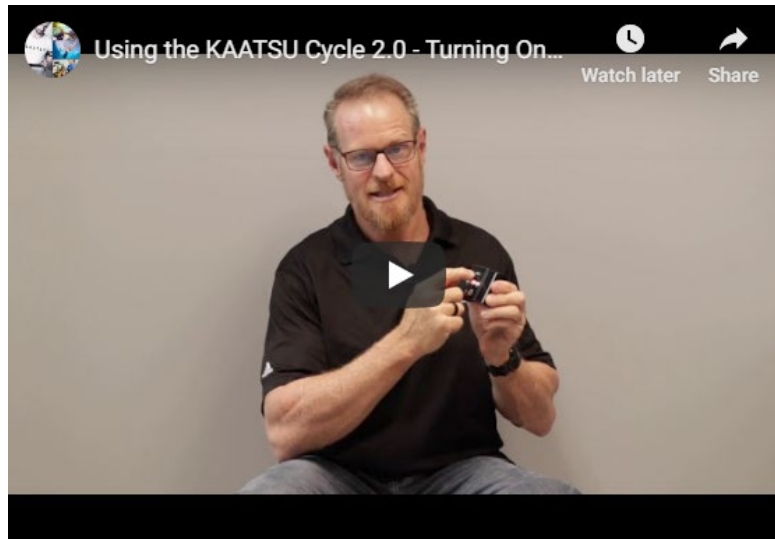 Using the KAATSU Cycle 2.0 - Turning On...
Watch later
Share